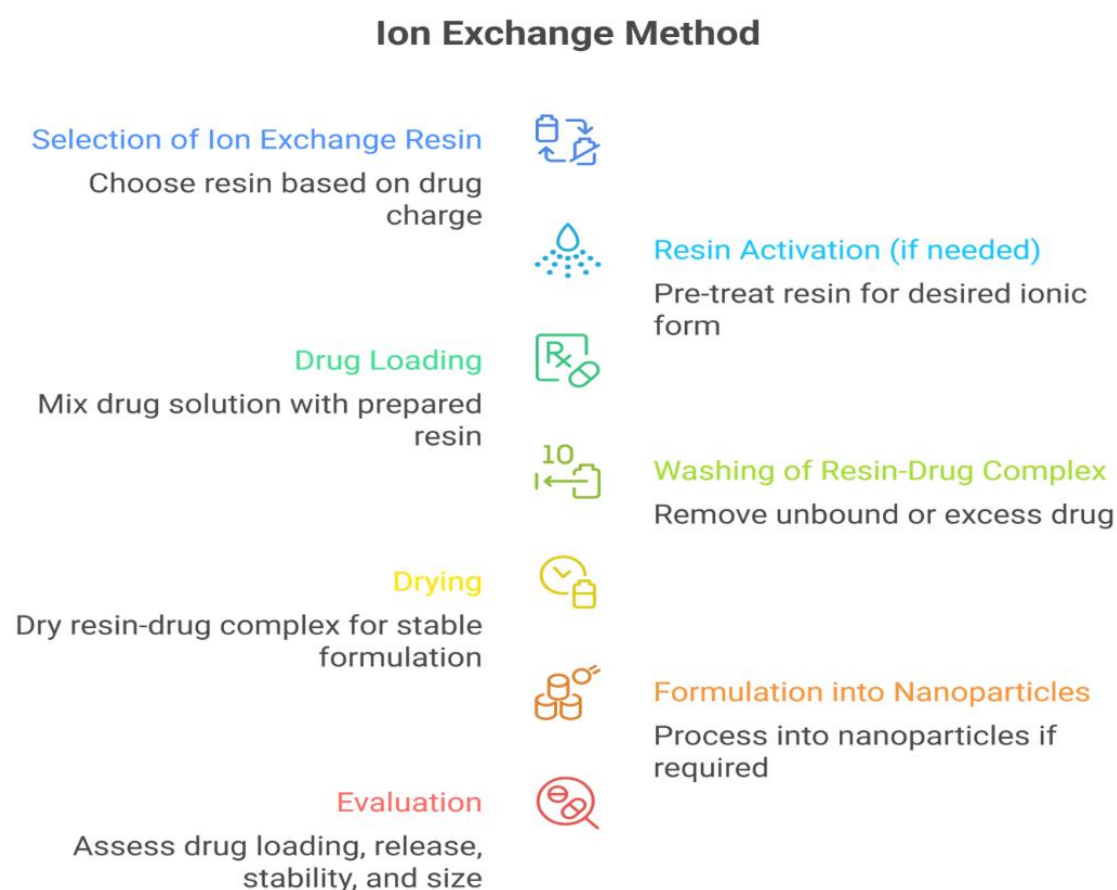 Ion Exchange Method
Selection of Ion Exchange Resin
Choose resin based on drug
charge
Resin Activation (if needed)
Pre-treat resin for desired ionic
form
Drug Loading
Mix drug solution with prepared
resin
Rx
10
Washing of Resin-Drug Complex
Remove unbound or excess drug
Drying
Dry resin-drug complex for stable
formulation
Formulation into Nanoparticles
Process into nanoparticles if
required
Evaluation
Assess drug loading, release,
stability, and size